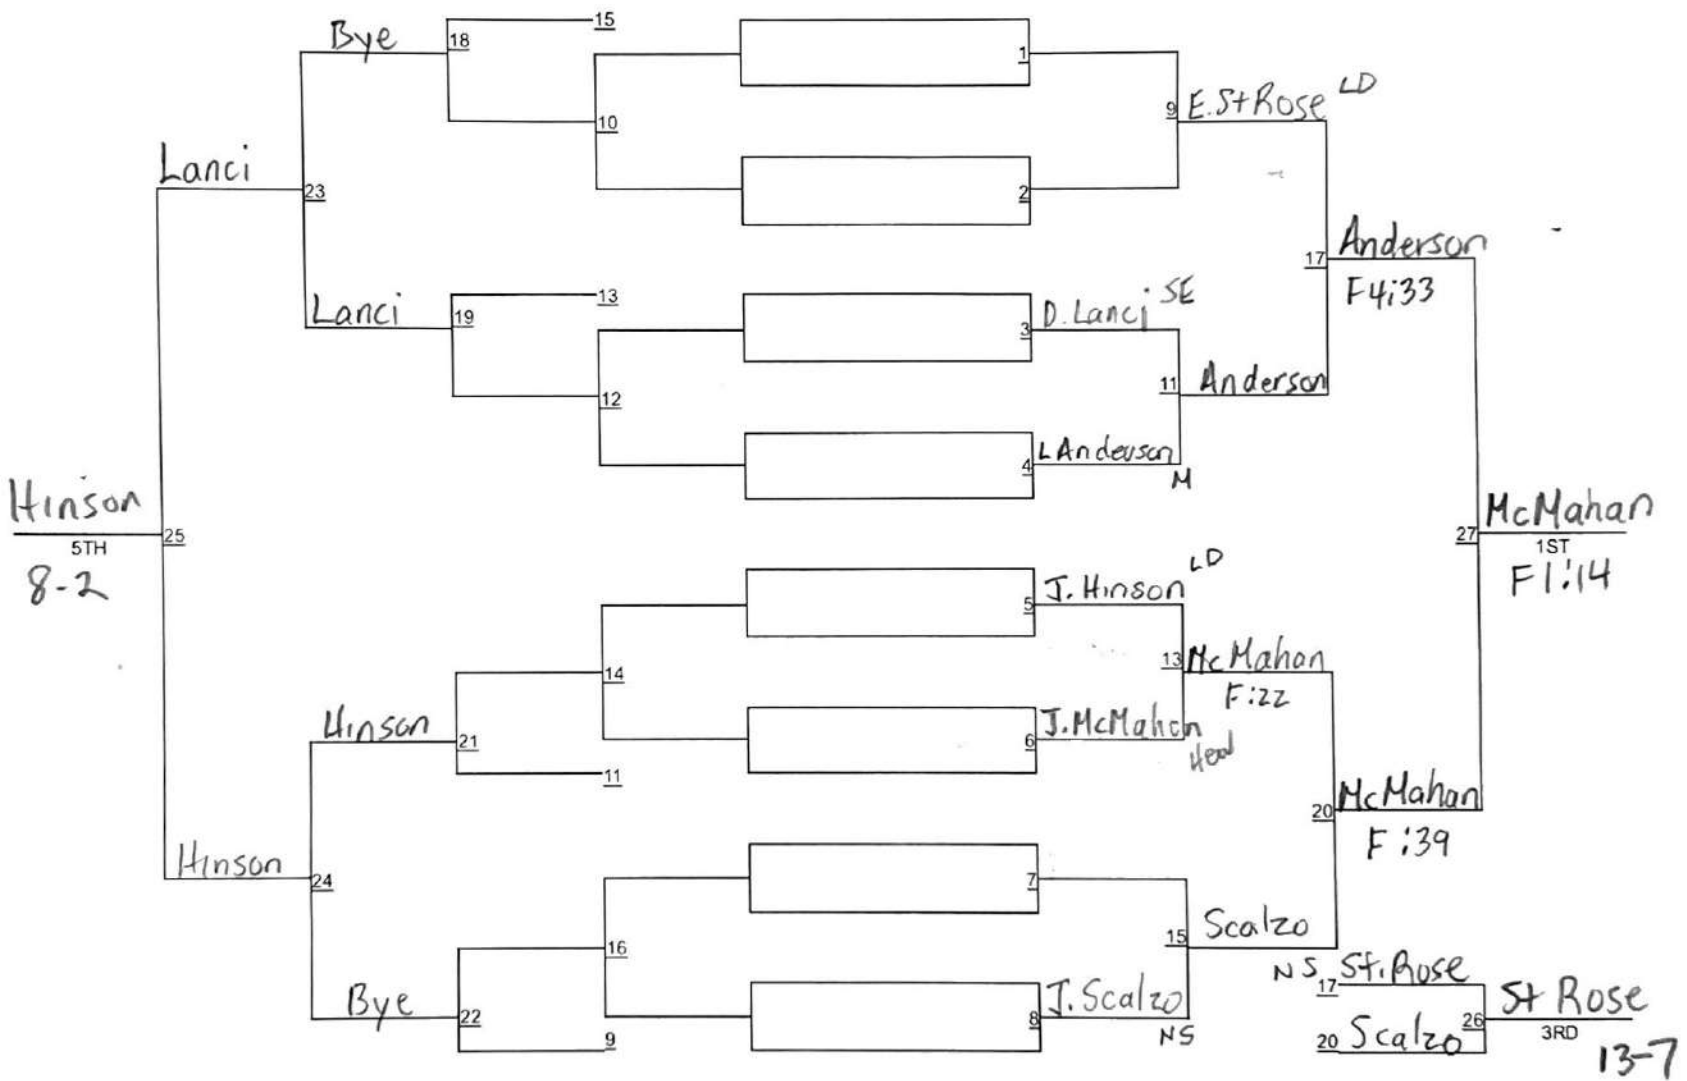 15
Bye
18
1
LD
E. St Rose
9
10
Lanci
23
2
Anderson
17
F4:33
13
SE
Lanci
19
D. Lanci
3
11
Anderson
12
L Anderson
4
M
Hinson
25
5TH
8-2
McMahan
27
1ST
F1:14
LD
J. Hinson
5
13
McMahan
F:22
14
Hinson
21
J. McMahon
6
Head
11
McMahan
20
F:39
Hinson
24
7
Scalzo
15
16
NS
St. Rose
17
Bye
22
J. Scalzo
8
NS
9
St Rose
26
3RD
20
Scalzo
13-7